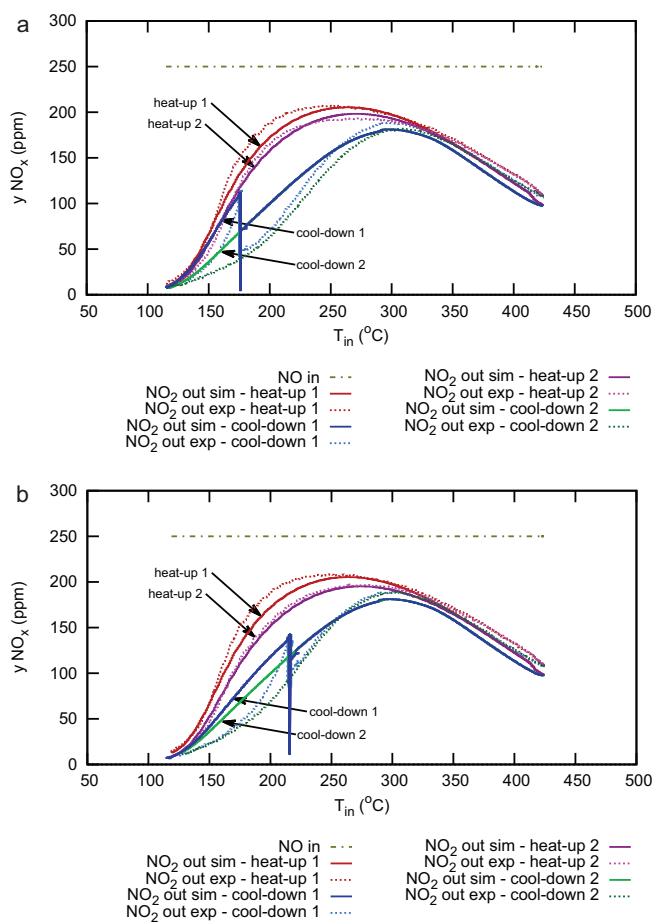 a
300
250
200
150
100
50
0
y NOₓ (ppm)
heat-up 1
heat-up 2
cool-down 1
cool-down 2
50 100 150 200 250 300 350 400 450 500
T_in (°C)
NO in
NO₂ out sim - heat-up 1
NO₂ out exp - heat-up 1
NO₂ out sim - cool-down 1
NO₂ out exp - cool-down 1
NO₂ out sim - heat-up 2
NO₂ out exp - heat-up 2
NO₂ out sim - cool-down 2
NO₂ out exp - cool-down 2
b
300
250
200
150
100
50
0
y NOₓ (ppm)
heat-up 1
heat-up 2
cool-down 1
cool-down 2
50 100 150 200 250 300 350 400 450 500
T_in (°C)
NO in
NO₂ out sim - heat-up 1
NO₂ out exp - heat-up 1
NO₂ out sim - cool-down 1
NO₂ out exp - cool-down 1
NO₂ out sim - heat-up 2
NO₂ out exp - heat-up 2
NO₂ out sim - cool-down 2
NO₂ out exp - cool-down 2